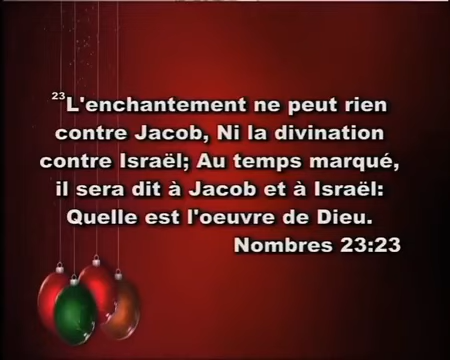 23L'enchantement ne peut rien
contre Jacob, Ni la divination
contre Israël; Au temps marqué,
il sera dit à Jacob et à Israël:
Quelle est l'oeuvre de Dieu.
Nombres 23:23